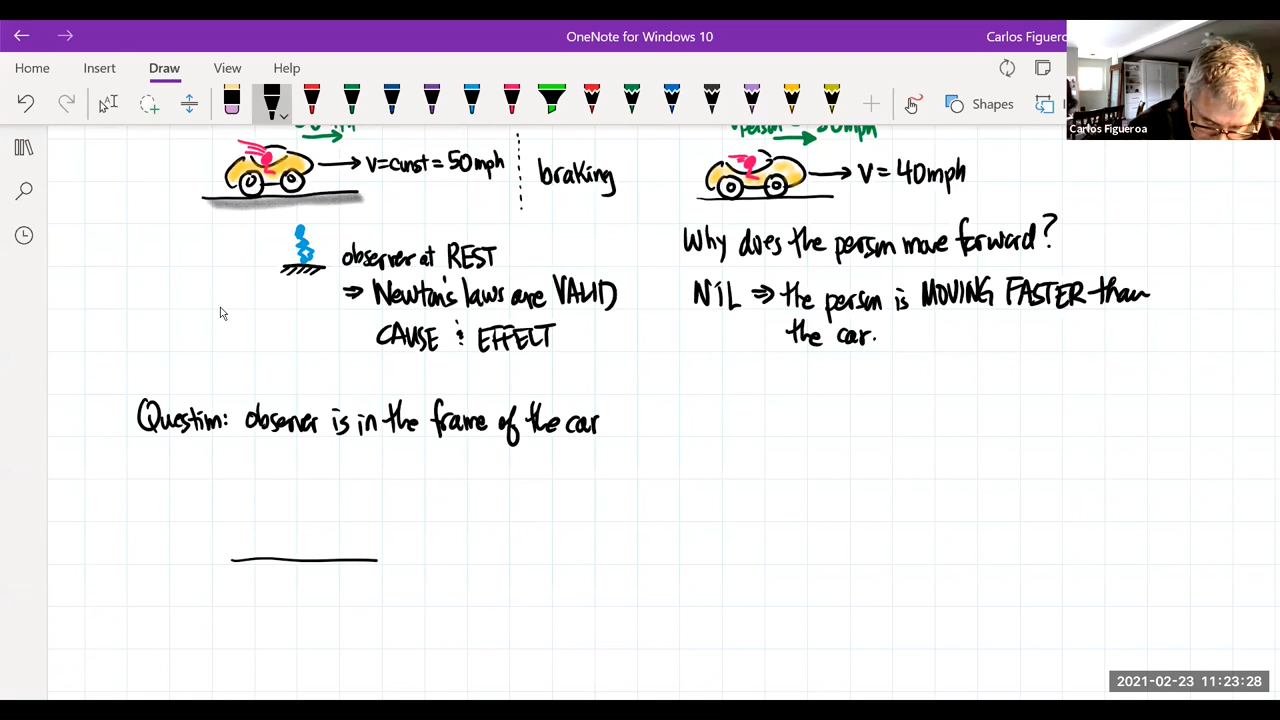 OneNote for Windows 10
Carlos Figuero
Home Insert Draw View Help
Shapes
Carlos Figueroa
V=const = 50mph
braking
V = 40mph
observer at REST
⇒ Newton's laws are VALID
CAUSE & EFFECT
Why does the person move forward?
N1L ⇒ the person is MOVING FASTER than
the car.
Question: observer is in the frame of the car
2021-02-23 11:23:28